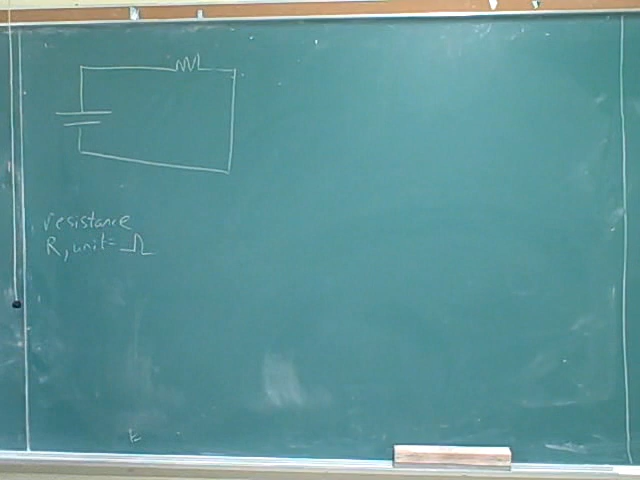 resistance
R, unit = Ω